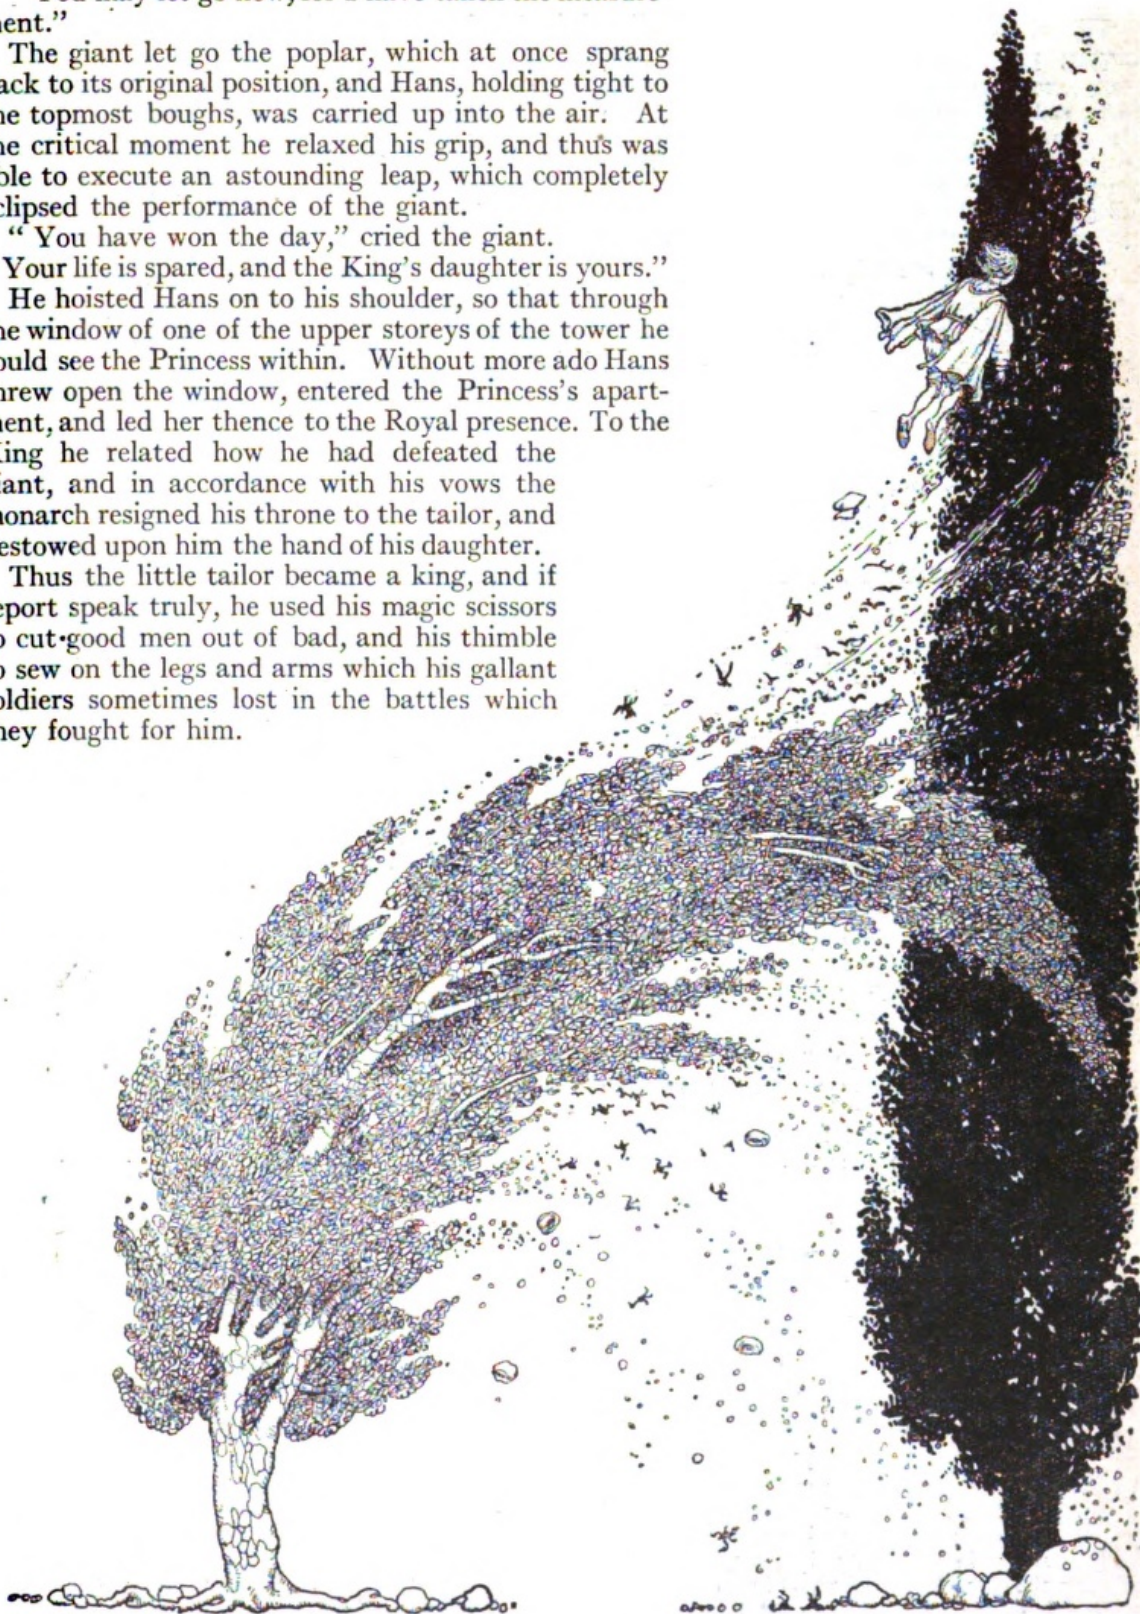 ent.”
The giant let go the poplar, which at once sprang
ack to its original position, and Hans, holding tight to
he topmost boughs, was carried up into the air. At
he critical moment he relaxed his grip, and thus was
ble to execute an astounding leap, which completely
clipsed the performance of the giant.
“ You have won the day,” cried the giant.
Your life is spared, and the King’s daughter is yours.”
He hoisted Hans on to his shoulder, so that through
he window of one of the upper storeys of the tower he
ould see the Princess within. Without more ado Hans
hrew open the window, entered the Princess’s apart-
ent, and led her thence to the Royal presence. To the
King he related how he had defeated the
iant, and in accordance with his vows the
onarch resigned his throne to the tailor, and
estowed upon him the hand of his daughter.
Thus the little tailor became a king, and if
eport speak truly, he used his magic scissors
o cut good men out of bad, and his thimble
o sew on the legs and arms which his gallant
oldiers sometimes lost in the battles which
hey fought for him.